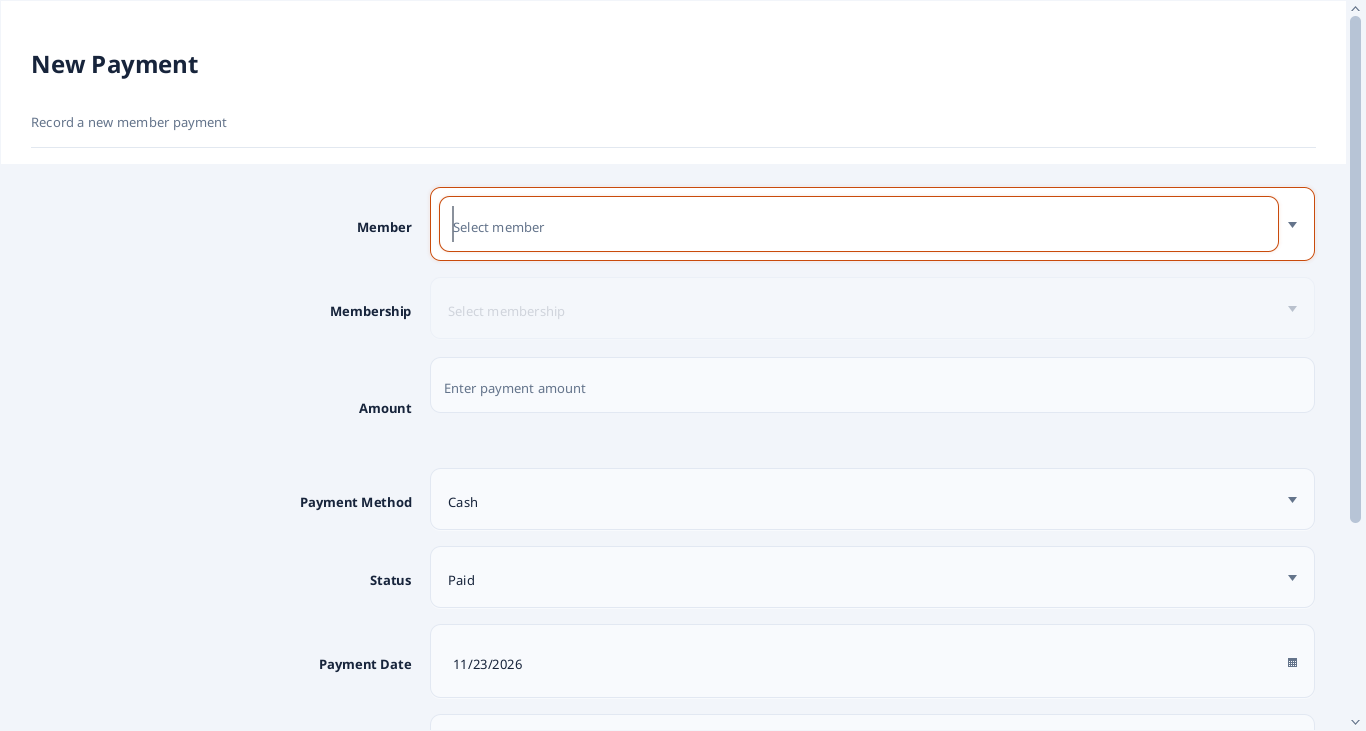 New Payment
Record a new member payment
Member
Select member
Membership
Select membership
Amount
Enter payment amount
Payment Method
Cash
Status
Paid
Payment Date
11/23/2026